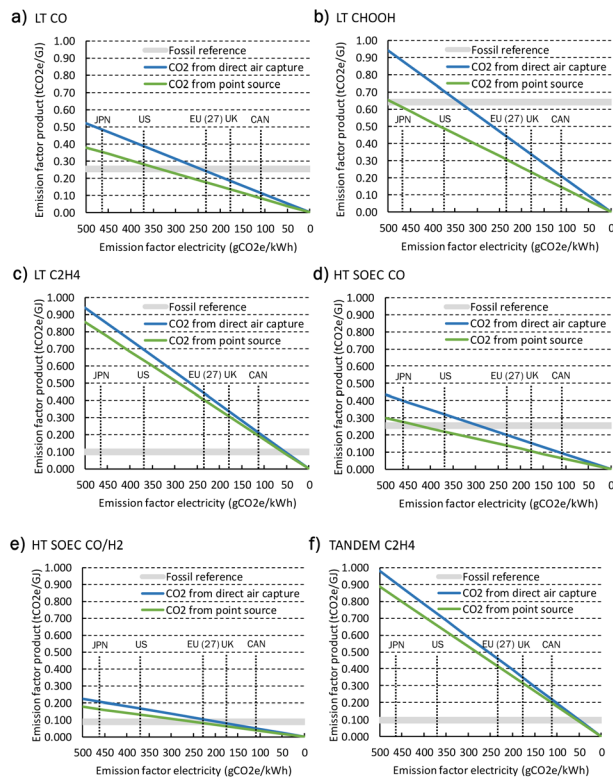 a) LT CO
Emission factor product (tCO2e/GJ)
1.00
0.90
0.80
0.70
0.60
0.50
0.40
0.30
0.20
0.10
0.00
Fossil reference
CO2 from direct air capture
CO2 from point source
JPN US EU (27) UK CAN
500 450 400 350 300 250 200 150 100 50 0
Emission factor electricity (gCO2e/kWh)
b) LT CHOOH
Emission factor product (tCO2e/GJ)
1.00
0.90
0.80
0.70
0.60
0.50
0.40
0.30
0.20
0.10
0.00
Fossil reference
CO2 from direct air capture
CO2 from point source
JPN US EU (27) UK CAN
500 450 400 350 300 250 200 150 100 50 0
Emission factor electricity (gCO2e/kWh)
c) LT C2H4
Emission factor product (tCO2e/GJ)
1.000
0.900
0.800
0.700
0.600
0.500
0.400
0.300
0.200
0.100
0.000
Fossil reference
CO2 from direct air capture
CO2 from point source
JPN US EU (27) UK CAN
500 450 400 350 300 250 200 150 100 50 0
Emission factor electricity (gCO2e/kWh)
d) HT SOEC CO
Emission factor product (tCO2e/GJ)
1.000
0.900
0.800
0.700
0.600
0.500
0.400
0.300
0.200
0.100
0.000
Fossil reference
CO2 from direct air capture
CO2 from point source
JPN US EU (27) UK CAN
500 450 400 350 300 250 200 150 100 50 0
Emission factor electricity (gCO2e/kWh)
e) HT SOEC CO/H2
Emission factor product (tCO2e/GJ)
1.000
0.900
0.800
0.700
0.600
0.500
0.400
0.300
0.200
0.100
0.000
Fossil reference
CO2 from direct air capture
CO2 from point source
JPN US EU (27) UK CAN
500 450 400 350 300 250 200 150 100 50 0
Emission factor electricity (gCO2e/kWh)
f) TANDEM C2H4
Emission factor product (tCO2e/GJ)
1.000
0.900
0.800
0.700
0.600
0.500
0.400
0.300
0.200
0.100
0.000
Fossil reference
CO2 from direct air capture
CO2 from point source
JPN US EU (27) UK CAN
500 450 400 350 300 250 200 150 100 50 0
Emission factor electricity (gCO2e/kWh)